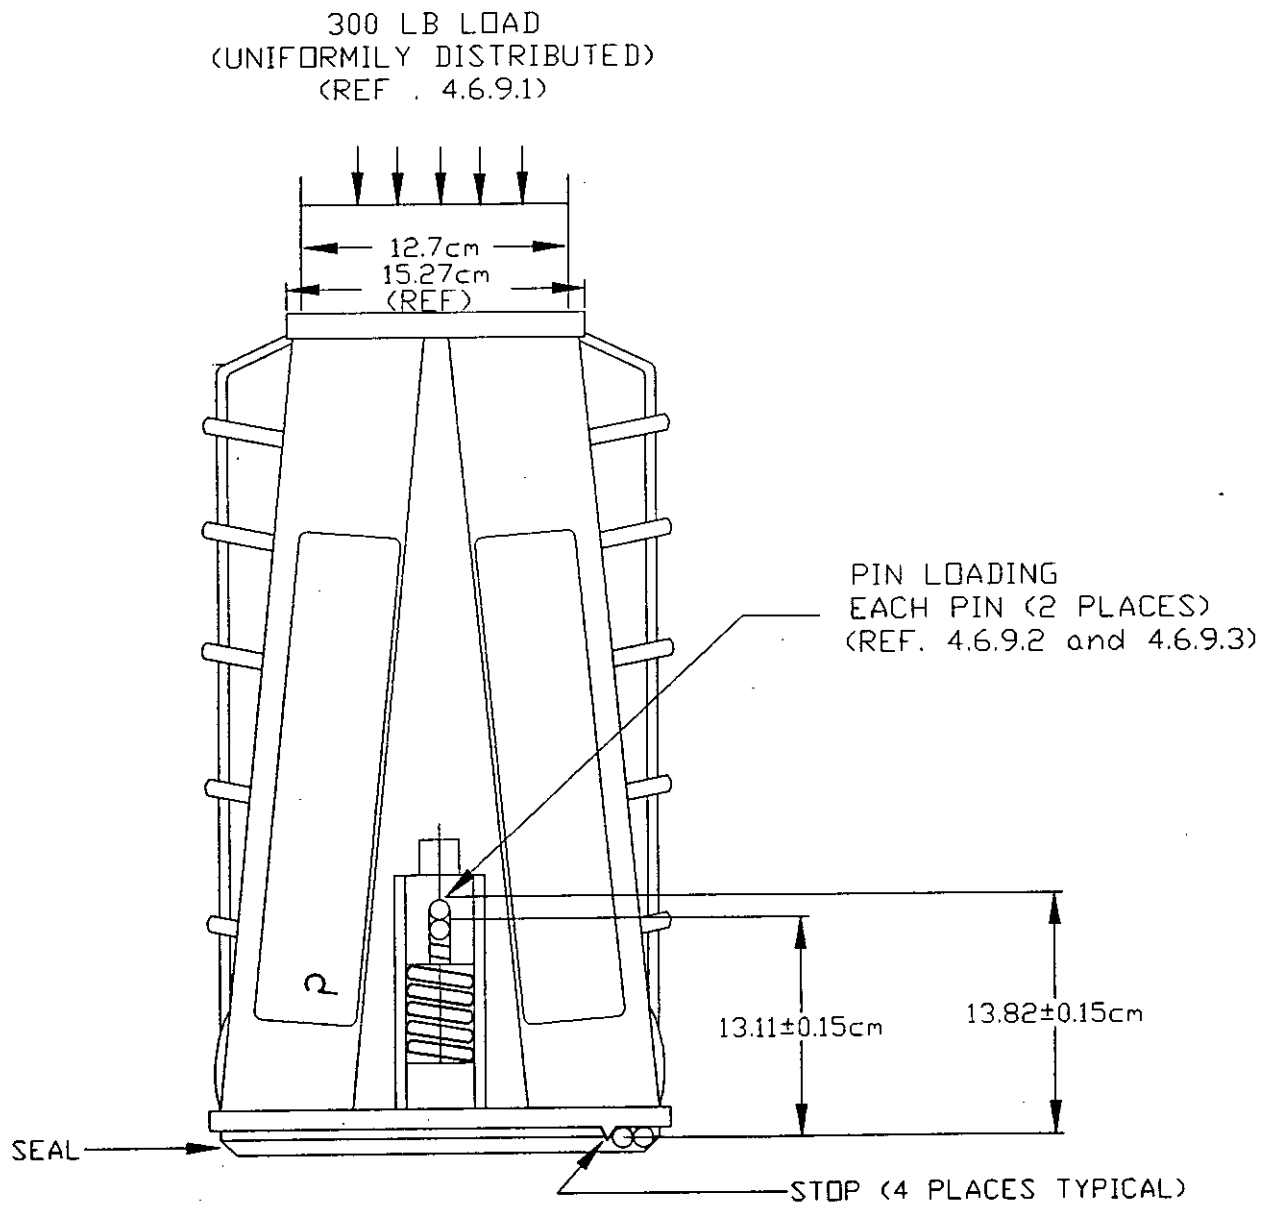 300 LB LOAD
(UNIFORMILY DISTRIBUTED)
(REF . 4.6.9.1)
12.7cm
15.27cm
(REF)
PIN LOADING
EACH PIN (2 PLACES)
(REF. 4.6.9.2 and 4.6.9.3)
13.11±0.15cm
13.82±0.15cm
SEAL
STOP (4 PLACES TYPICAL)